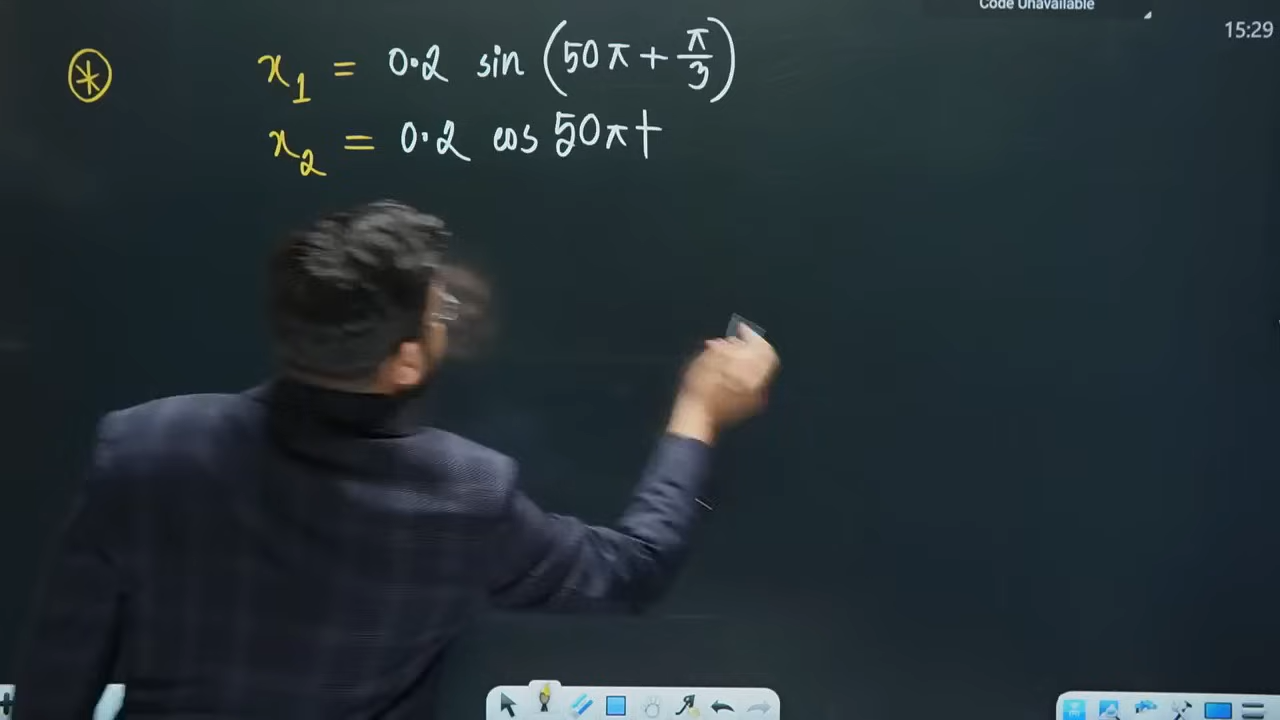 Code Unavailable
15:29
⊛ x₁ = 0.2 sin (50π + π/3)
x₂ = 0.2 cos 50πt